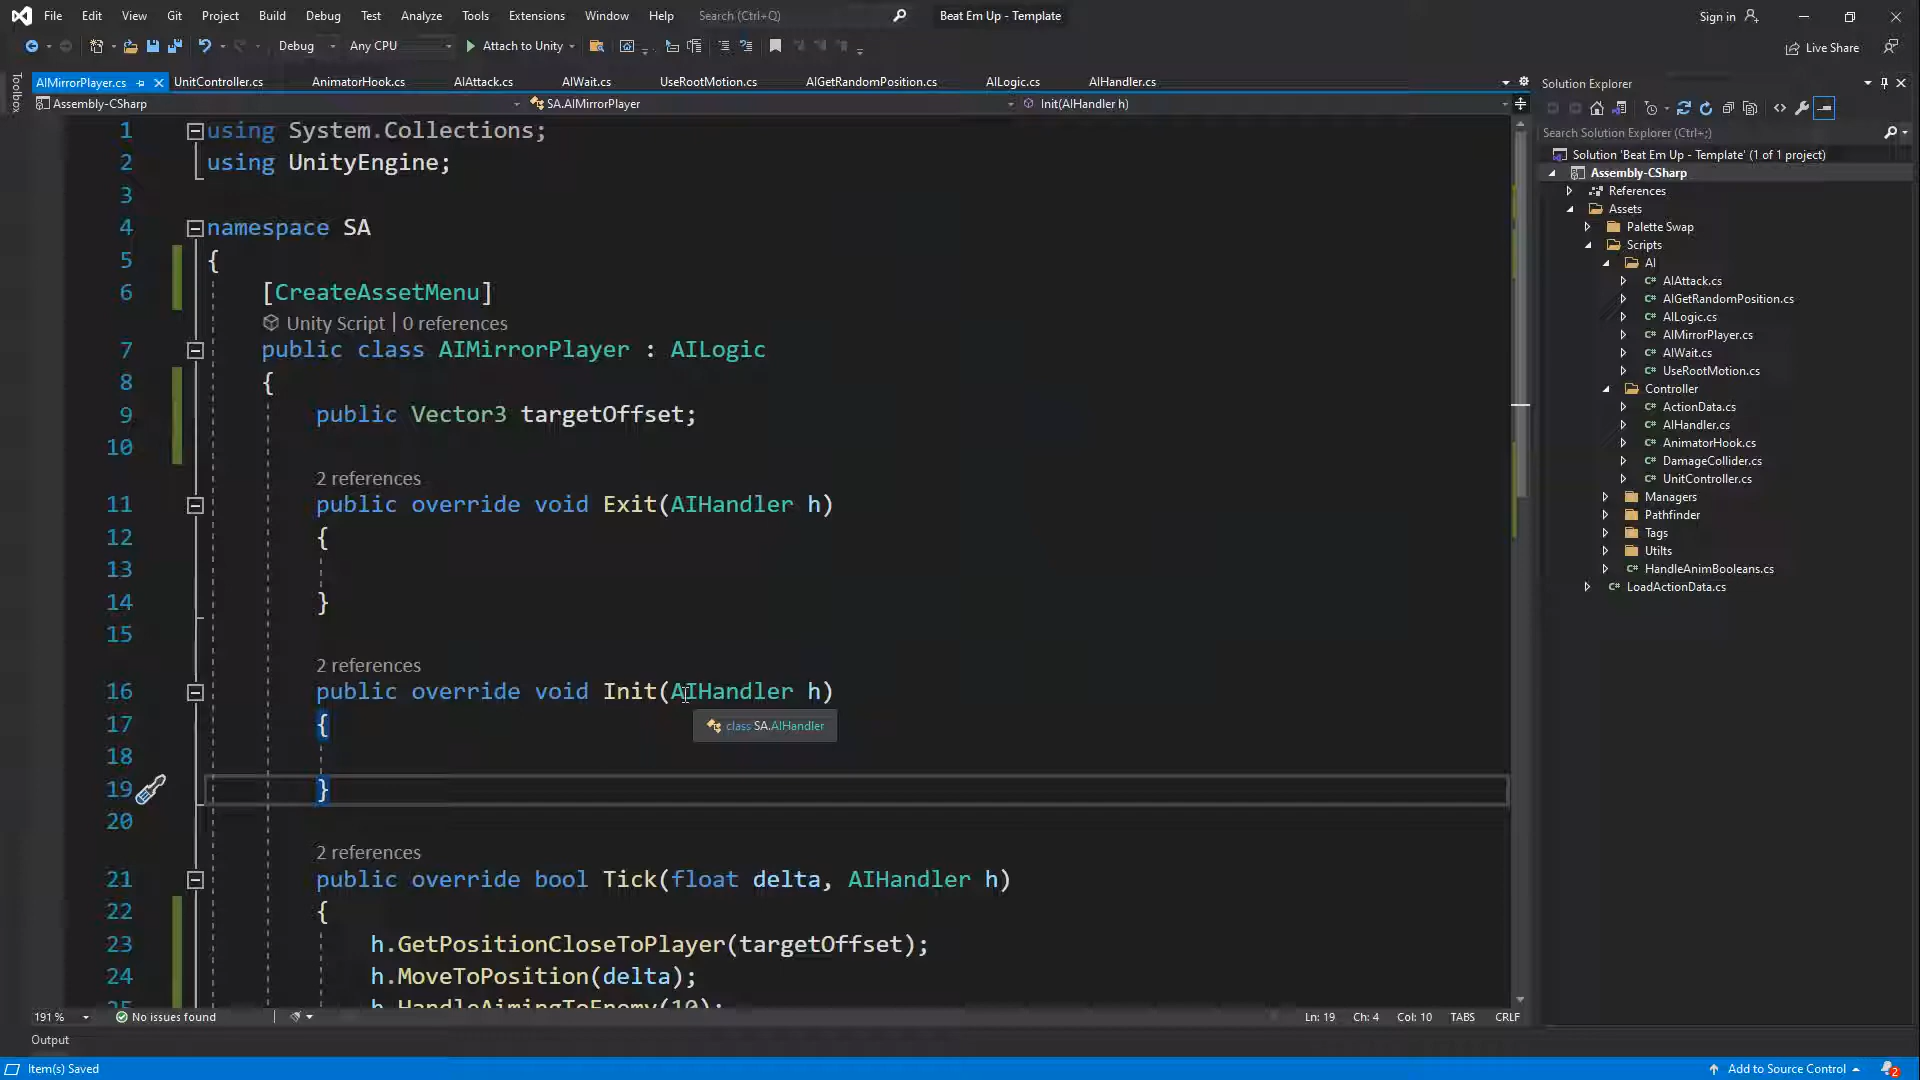 File Edit View Git Project Build Debug Test Analyze Tools Extensions Window Help Search (Ctrl+Q) Beat Em Up - Template Sign in
Debug Any CPU Attach to Unity Live Share
Toolbox
AIMirrorPlayer.cs UnitController.cs AnimatorHook.cs AIAttack.cs AIWait.cs UseRootMotion.cs AIGetRandomPosition.cs AILogic.cs AIHandler.cs
Assembly-CSharp SA.AIMirrorPlayer Init(AIHandler h)
1 using System.Collections;
2 using UnityEngine;
3
4 namespace SA
5 {
6 [CreateAssetMenu]
Unity Script | 0 references
7 public class AIMirrorPlayer : AILogic
8 {
9 public Vector3 targetOffset;
10
2 references
11 public override void Exit(AIHandler h)
12 {
13
14 }
15
2 references
16 public override void Init(AIHandler h)
17 {
class SA.AIHandler
18
19 }
20
2 references
21 public override bool Tick(float delta, AIHandler h)
22 {
23 h.GetPositionCloseToPlayer(targetOffset);
24 h.MoveToPosition(delta);
25 h.HandleAimingToEnemy(10);
191 % No issues found Ln: 19 Ch: 4 Col: 10 TABS CRLF
Output
Item(s) Saved Add to Source Control 2
Solution Explorer
Search Solution Explorer (Ctrl+;)
Solution 'Beat Em Up - Template' (1 of 1 project)
Assembly-CSharp
References
Assets
Palette Swap
Scripts
AI
C# AIAttack.cs
C# AIGetRandomPosition.cs
C# AILogic.cs
C# AIMirrorPlayer.cs
C# AIWait.cs
C# UseRootMotion.cs
Controller
C# ActionData.cs
C# AIHandler.cs
C# AnimatorHook.cs
C# DamageCollider.cs
C# UnitController.cs
Managers
Pathfinder
Tags
Utilts
C# HandleAnimBooleans.cs
C# LoadActionData.cs